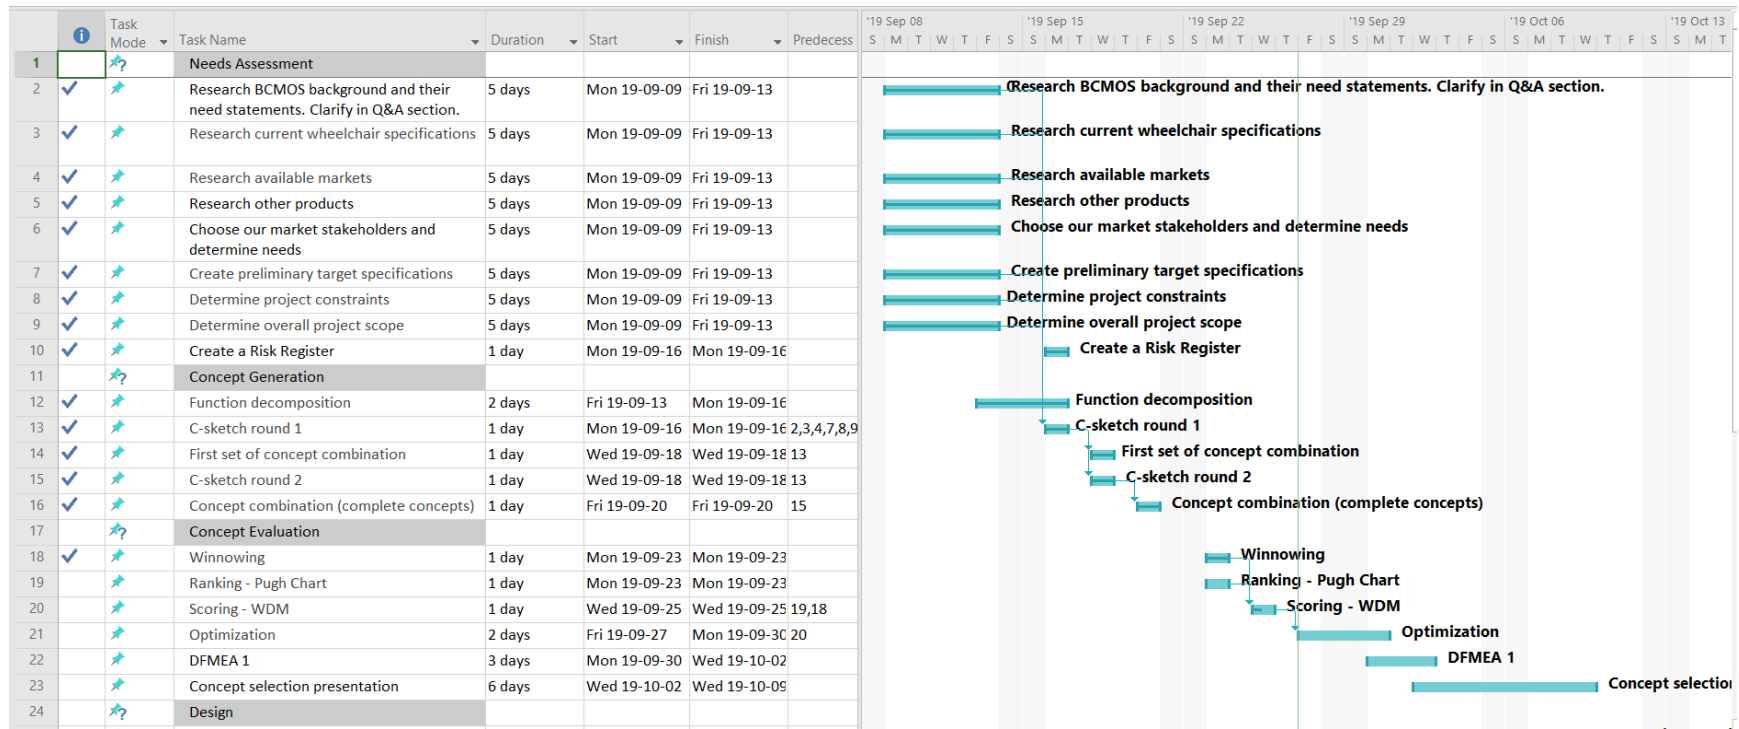 '19 Sep 08 '19 Sep 15 '19 Sep 22 '19 Sep 29 '19 Oct 06 '19 Oct 13
Task Mode Task Name Duration Start Finish Predecess S M T W T F S S M T W T F S S M T W T F S S M T W T F S S M T W T F S S M T
1 Needs Assessment
2 Research BCMOS background and their 5 days Mon 19-09-09 Fri 19-09-13 Research BCMOS background and their need statements. Clarify in Q&A section.
need statements. Clarify in Q&A section.
3 Research current wheelchair specifications 5 days Mon 19-09-09 Fri 19-09-13 Research current wheelchair specifications
4 Research available markets 5 days Mon 19-09-09 Fri 19-09-13 Research available markets
5 Research other products 5 days Mon 19-09-09 Fri 19-09-13 Research other products
6 Choose our market stakeholders and 5 days Mon 19-09-09 Fri 19-09-13 Choose our market stakeholders and determine needs
determine needs
7 Create preliminary target specifications 5 days Mon 19-09-09 Fri 19-09-13 Create preliminary target specifications
8 Determine project constraints 5 days Mon 19-09-09 Fri 19-09-13 Determine project constraints
9 Determine overall project scope 5 days Mon 19-09-09 Fri 19-09-13 Determine overall project scope
10 Create a Risk Register 1 day Mon 19-09-16 Mon 19-09-16 Create a Risk Register
11 Concept Generation
12 Function decomposition 2 days Fri 19-09-13 Mon 19-09-16 Function decomposition
13 C-sketch round 1 1 day Mon 19-09-16 Mon 19-09-16 2,3,4,7,8,9 C-sketch round 1
14 First set of concept combination 1 day Wed 19-09-18 Wed 19-09-18 13 First set of concept combination
15 C-sketch round 2 1 day Wed 19-09-18 Wed 19-09-18 13 C-sketch round 2
16 Concept combination (complete concepts) 1 day Fri 19-09-20 Fri 19-09-20 15 Concept combination (complete concepts)
17 Concept Evaluation
18 Winnowing 1 day Mon 19-09-23 Mon 19-09-23 Winnowing
19 Ranking - Pugh Chart 1 day Mon 19-09-23 Mon 19-09-23 Ranking - Pugh Chart
20 Scoring - WDM 1 day Wed 19-09-25 Wed 19-09-25 19,18 Scoring - WDM
21 Optimization 2 days Fri 19-09-27 Mon 19-09-30 20 Optimization
22 DFMEA 1 3 days Mon 19-09-30 Wed 19-10-02 DFMEA 1
23 Concept selection presentation 6 days Wed 19-10-02 Wed 19-10-09 Concept selection
24 Design